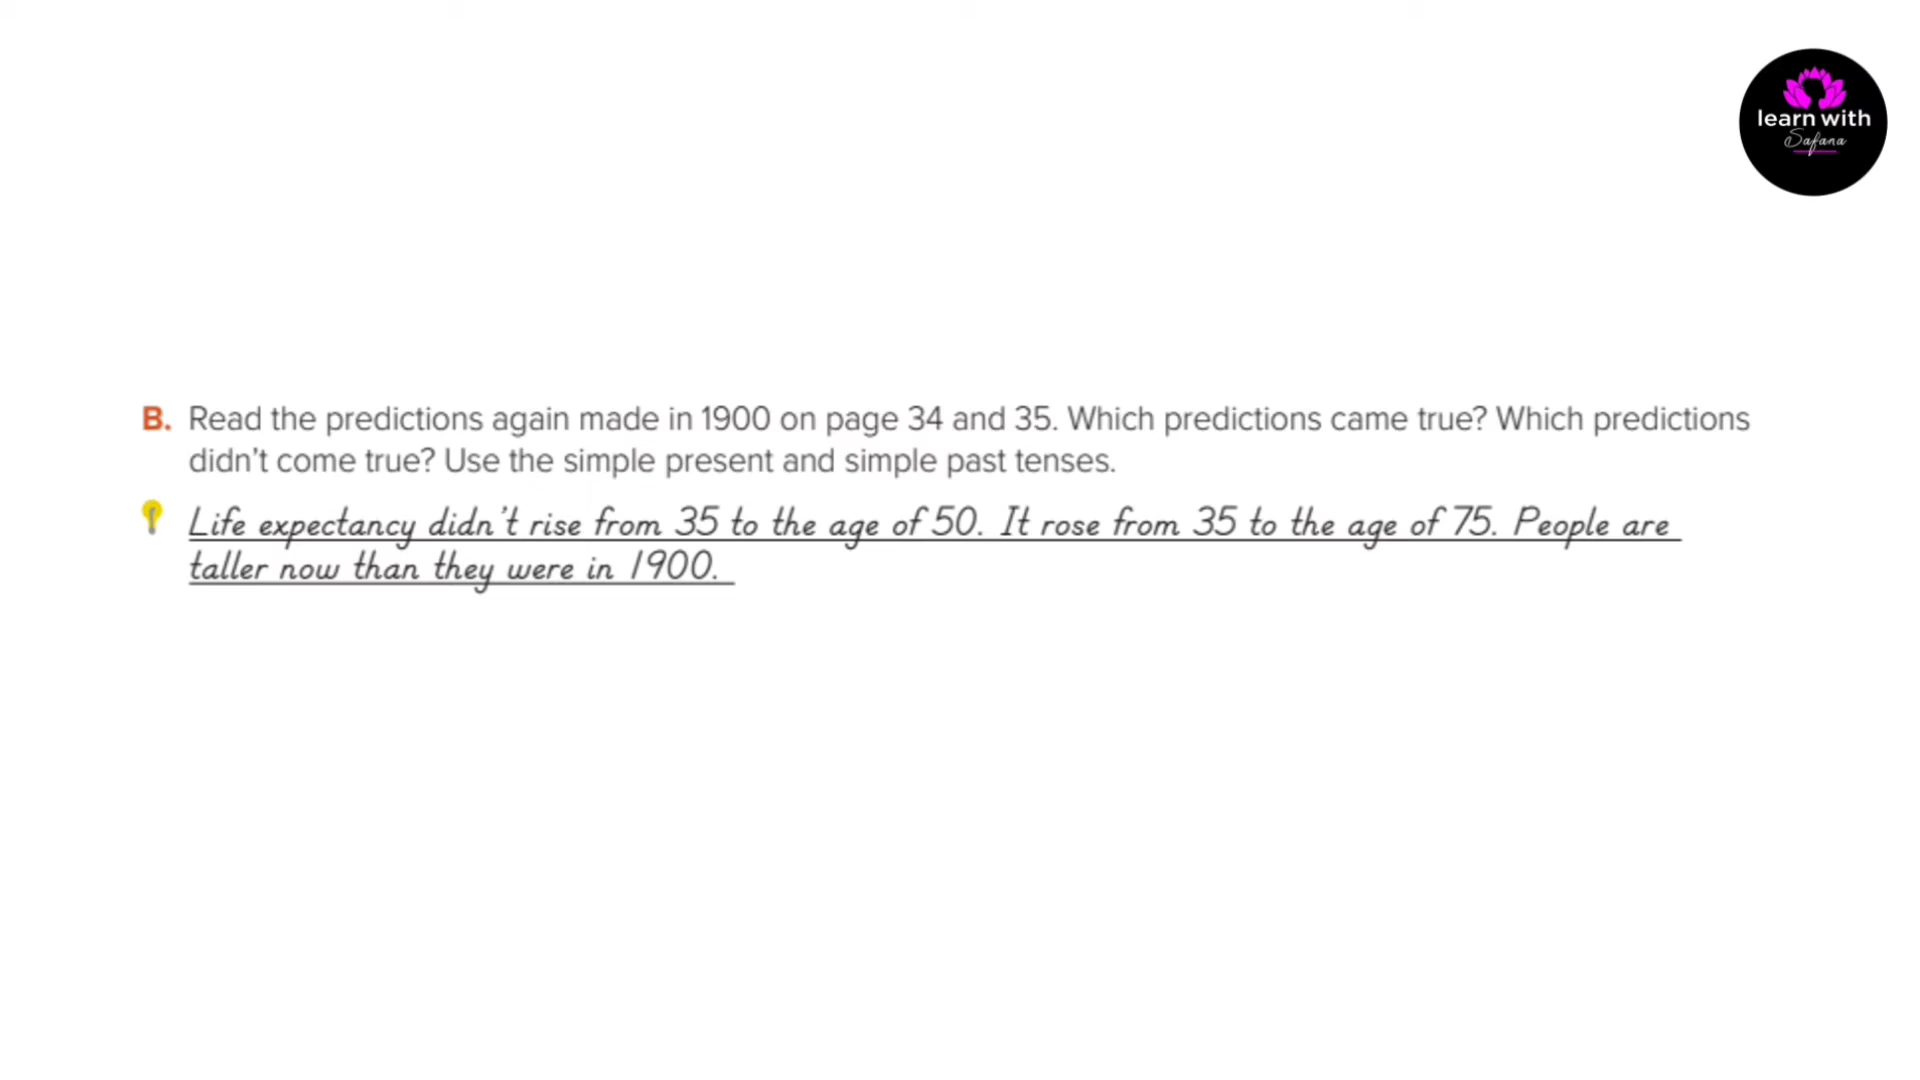 learn with
Safana
B. Read the predictions again made in 1900 on page 34 and 35. Which predictions came true? Which predictions
didn't come true? Use the simple present and simple past tenses.
Life expectancy didn't rise from 35 to the age of 50. It rose from 35 to the age of 75. People are
taller now than they were in 1900.